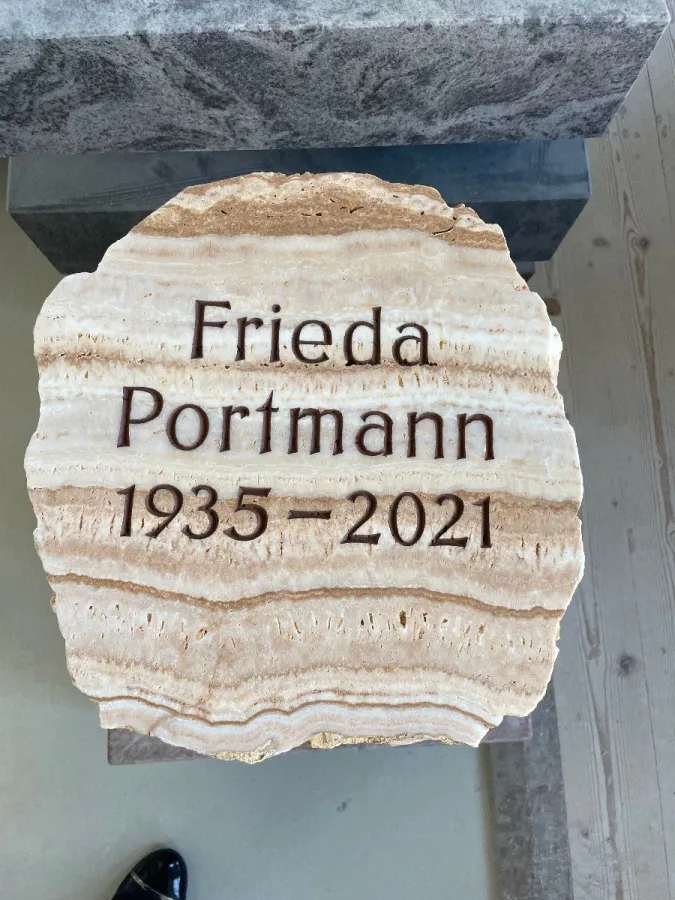 Frieda
Portmann
1935 – 2021